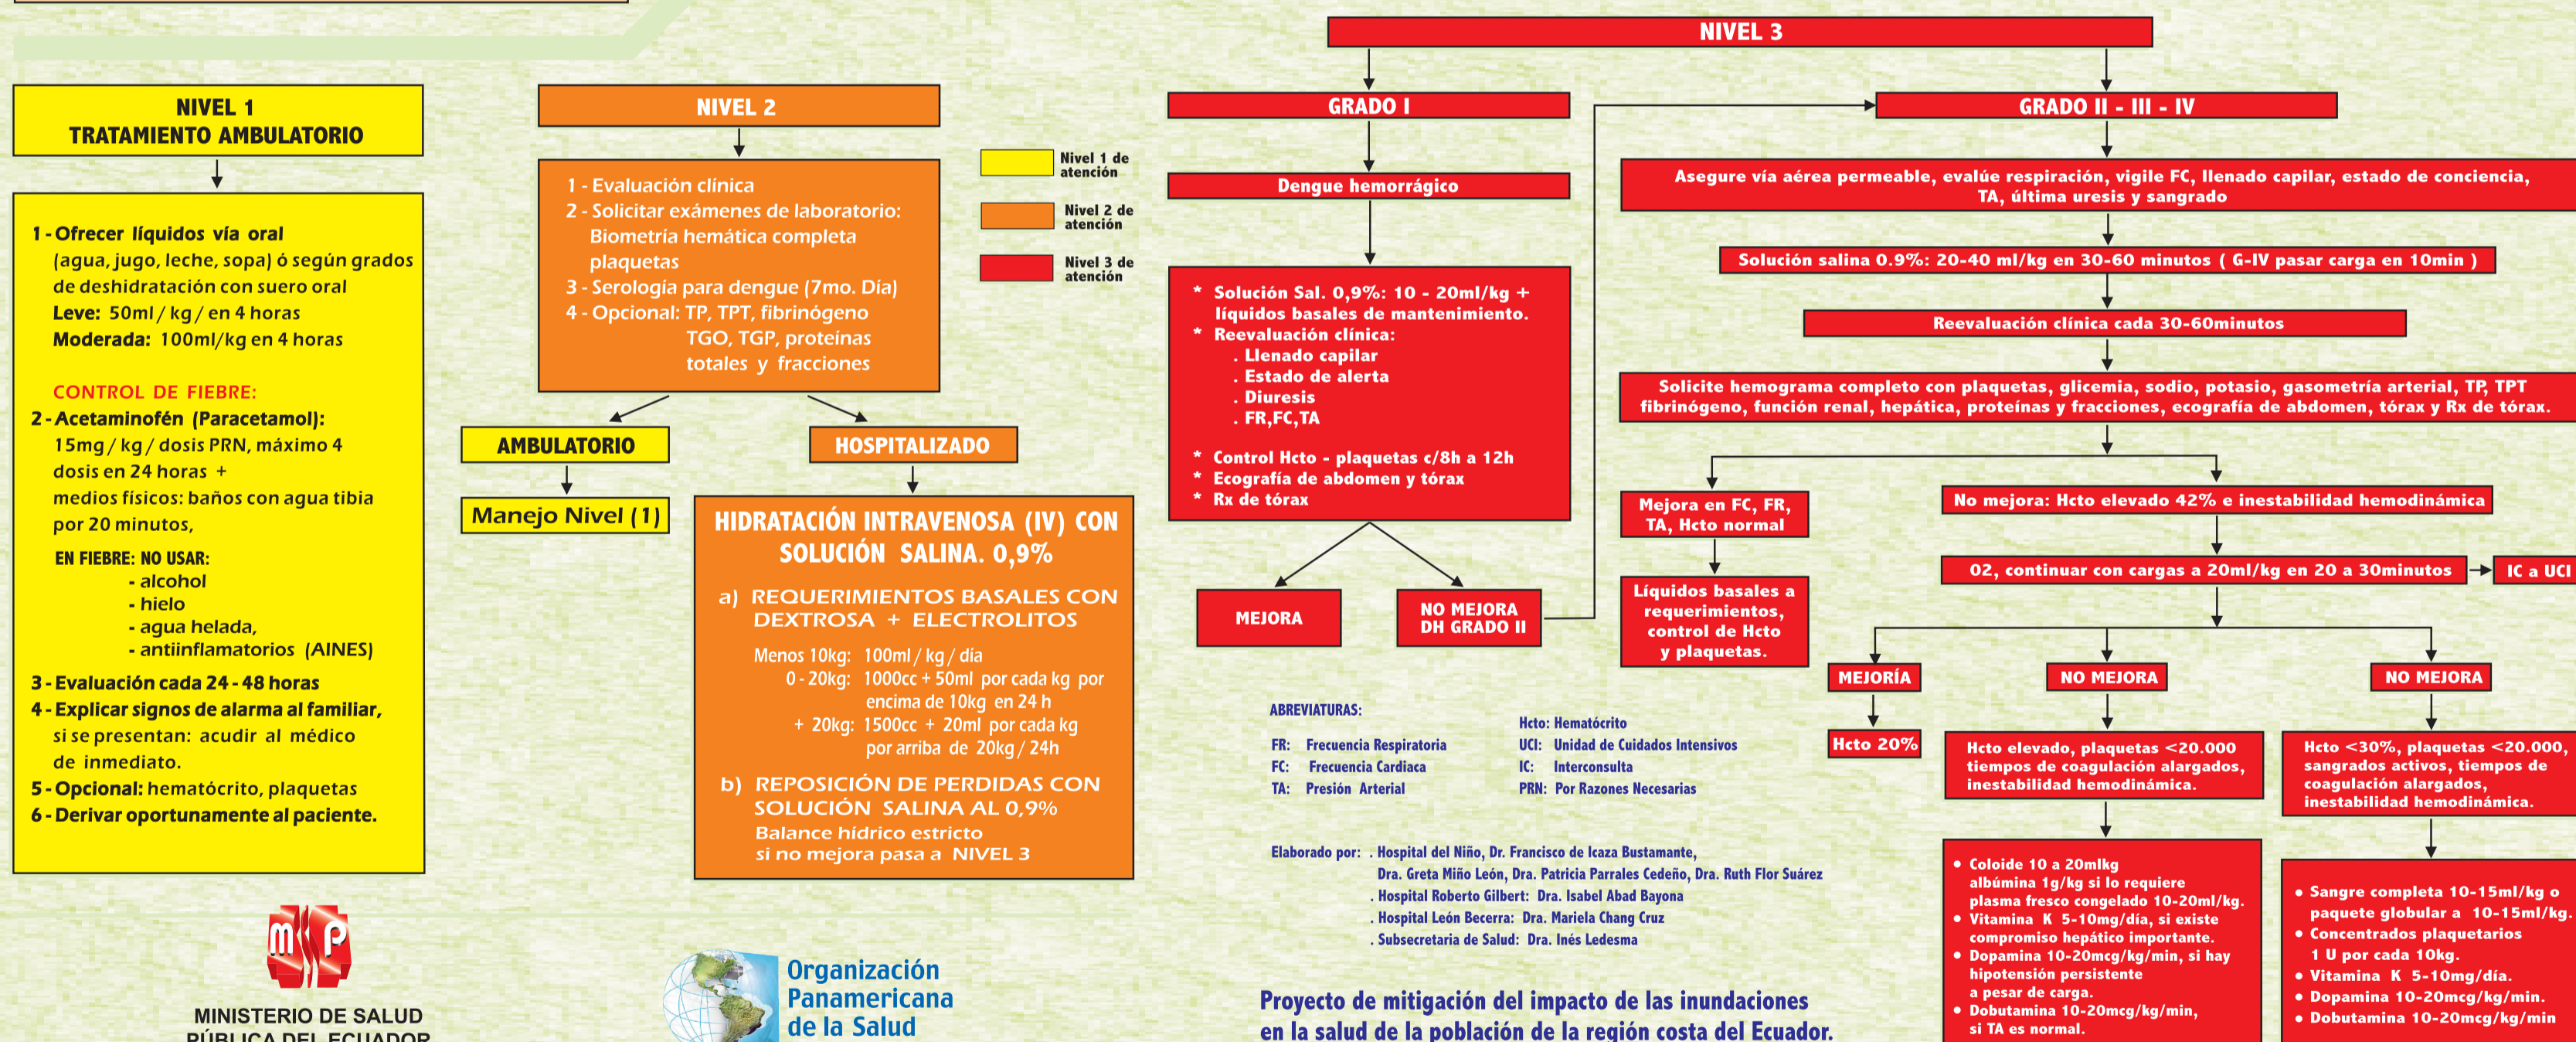 NIVEL 1
TRATAMIENTO AMBULATORIO
1 - Ofrecer líquidos vía oral
(agua, jugo, leche, sopa) ó según grados
de deshidratación con suero oral
Leve: 50ml / kg / en 4 horas
Moderada: 100ml/kg en 4 horas
CONTROL DE FIEBRE:
2 - Acetaminofén (Paracetamol):
15mg / kg / dosis PRN, máximo 4
dosis en 24 horas +
medios físicos: baños con agua tibia
por 20 minutos,
EN FIEBRE: NO USAR:
- alcohol
- hielo
- agua helada,
- antiinflamatorios (AINES)
3 - Evaluación cada 24 - 48 horas
4 - Explicar signos de alarma al familiar,
si se presentan: acudir al médico
de inmediato.
5 - Opcional: hematócrito, plaquetas
6 - Derivar oportunamente al paciente.
MINISTERIO DE SALUD
PÚBLICA DEL ECUADOR
NIVEL 2
1 - Evaluación clínica
2 - Solicitar exámenes de laboratorio:
Biometría hemática completa
plaquetas
3 - Serología para dengue (7mo. Día)
4 - Opcional: TP, TPT, fibrinógeno
TGO, TGP, proteínas
totales y fracciones
AMBULATORIO
Manejo Nivel (1)
HOSPITALIZADO
HIDRATACIÓN INTRAVENOSA (IV) CON
SOLUCIÓN SALINA. 0,9%
a) REQUERIMIENTOS BASALES CON
DEXTROSA + ELECTROLITOS
Menos 10kg: 100ml / kg / día
0 - 20kg: 1000cc + 50ml por cada kg por
encima de 10kg en 24 h
+ 20kg: 1500cc + 20ml por cada kg
por arriba de 20kg / 24h
b) REPOSICIÓN DE PERDIDAS CON
SOLUCIÓN SALINA AL 0,9%
Balance hídrico estricto
si no mejora pasa a NIVEL 3
Organización
Panamericana
de la Salud
Nivel 1 de
atención
Nivel 2 de
atención
Nivel 3 de
atención
NIVEL 3
GRADO I
Dengue hemorrágico
* Solución Sal. 0,9%: 10 - 20ml/kg +
líquidos basales de mantenimiento.
* Reevaluación clínica:
. Llenado capilar
. Estado de alerta
. Diuresis
. FR,FC,TA
* Control Hcto - plaquetas c/8h a 12h
* Ecografía de abdomen y tórax
* Rx de tórax
MEJORA
NO MEJORA
DH GRADO II
GRADO II - III - IV
Asegure vía aérea permeable, evalúe respiración, vigile FC, llenado capilar, estado de conciencia,
TA, última uresis y sangrado
Solución salina 0.9%: 20-40 ml/kg en 30-60 minutos ( G-IV pasar carga en 10min )
Reevaluación clínica cada 30-60minutos
Solicite hemograma completo con plaquetas, glicemia, sodio, potasio, gasometría arterial, TP, TPT
fibrinógeno, función renal, hepática, proteínas y fracciones, ecografía de abdomen, tórax y Rx de tórax.
Mejora en FC, FR,
TA, Hcto normal
Líquidos basales a
requerimientos,
control de Hcto
y plaquetas.
No mejora: Hcto elevado 42% e inestabilidad hemodinámica
02, continuar con cargas a 20ml/kg en 20 a 30minutos
IC a UCI
MEJORÍA
Hcto 20%
NO MEJORA
Hcto elevado, plaquetas <20.000
tiempos de coagulación alargados,
inestabilidad hemodinámica.
• Coloide 10 a 20mlkg
albúmina 1g/kg si lo requiere
plasma fresco congelado 10-20ml/kg.
• Vitamina K 5-10mg/día, si existe
compromiso hepático importante.
• Dopamina 10-20mcg/kg/min, si hay
hipotensión persistente
a pesar de carga.
• Dobutamina 10-20mcg/kg/min,
si TA es normal.
NO MEJORA
Hcto <30%, plaquetas <20.000,
sangrados activos, tiempos de
coagulación alargados,
inestabilidad hemodinámica.
• Sangre completa 10-15ml/kg o
paquete globular a 10-15ml/kg.
• Concentrados plaquetarios
1 U por cada 10kg.
• Vitamina K 5-10mg/día.
• Dopamina 10-20mcg/kg/min.
• Dobutamina 10-20mcg/kg/min
ABREVIATURAS:
FR: Frecuencia Respiratoria
FC: Frecuencia Cardiaca
TA: Presión Arterial
Hcto: Hematócrito
UCI: Unidad de Cuidados Intensivos
IC: Interconsulta
PRN: Por Razones Necesarias
Elaborado por: . Hospital del Niño, Dr. Francisco de Icaza Bustamante,
Dra. Greta Miño León, Dra. Patricia Parrales Cedeño, Dra. Ruth Flor Suárez
. Hospital Roberto Gilbert: Dra. Isabel Abad Bayona
. Hospital León Becerra: Dra. Mariela Chang Cruz
. Subsecretaria de Salud: Dra. Inés Ledesma
Proyecto de mitigación del impacto de las inundaciones
en la salud de la población de la región costa del Ecuador.